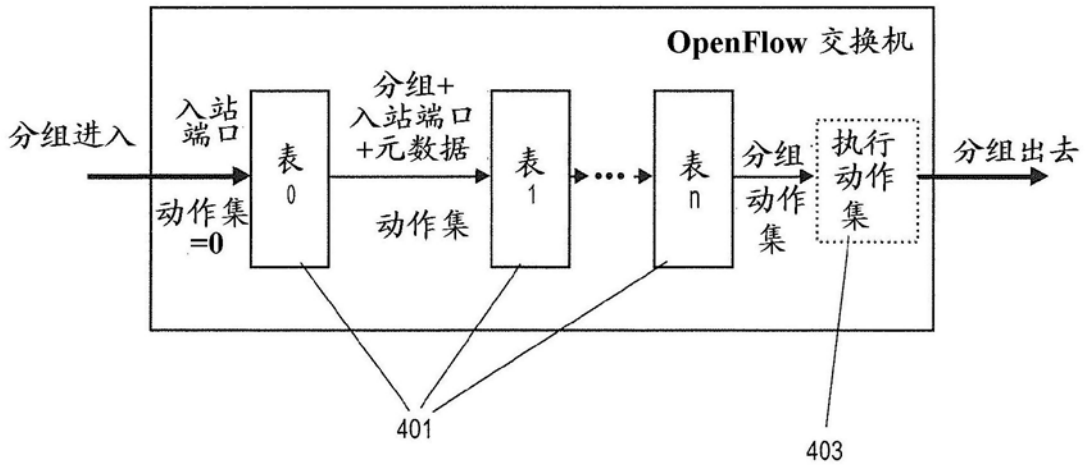 OpenFlow 交换机
分组进入
入站
端口
动作集
=0
表
0
分组+
入站端口
+元数据
动作集
表
1
表
n
分组
动作
集
执行
动作
集
分组出去
401
403